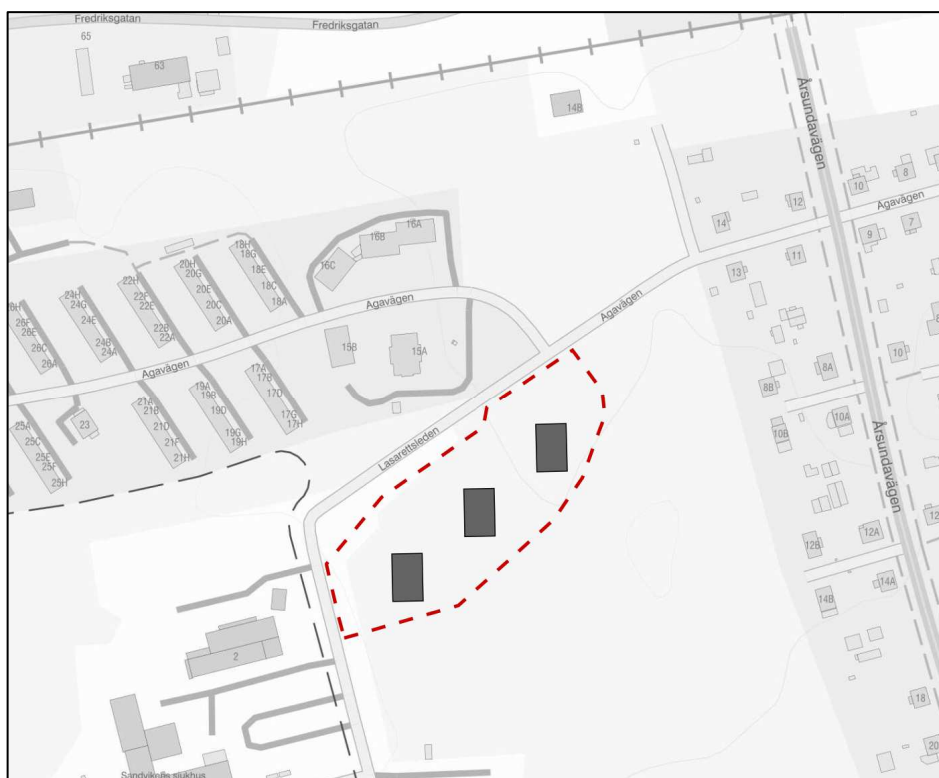 Fredriksgatan
Fredriksgatan
65
63
14B
Årsundavägen
10
8
14
12
Agavägen
9
7
16A
16B
16C
18H
18G
18E
18C
18A
20H
20G
20E
20C
20A
22H
22F
22E
22B
22A
24H
24G
24E
24B
24A
26F
26E
26C
26A
13
11
Agavägen
Agavägen
Agavägen
15B
15A
10
8A
8B
17A
17B
17D
17G
17H
19A
19B
19D
19G
19H
21A
21B
21D
21F
21H
23
25A
25C
25E
25F
25H
10A
10B
Lasarettsleden
Årsundavägen
12A
12B
14A
14B
2
18
20
Sandvikens sjukhus